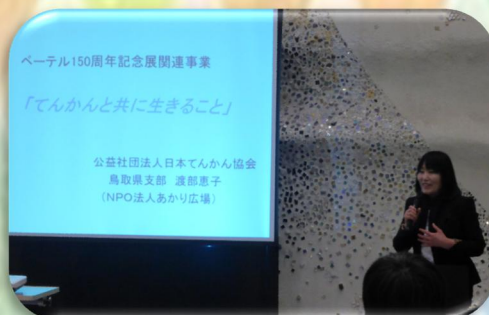 ベーテル150周年記念展関連事業
「てんかんと共に生きること」
公益社団法人日本てんかん協会
鳥取県支部 渡部恵子
(NPO法人あかり広場)